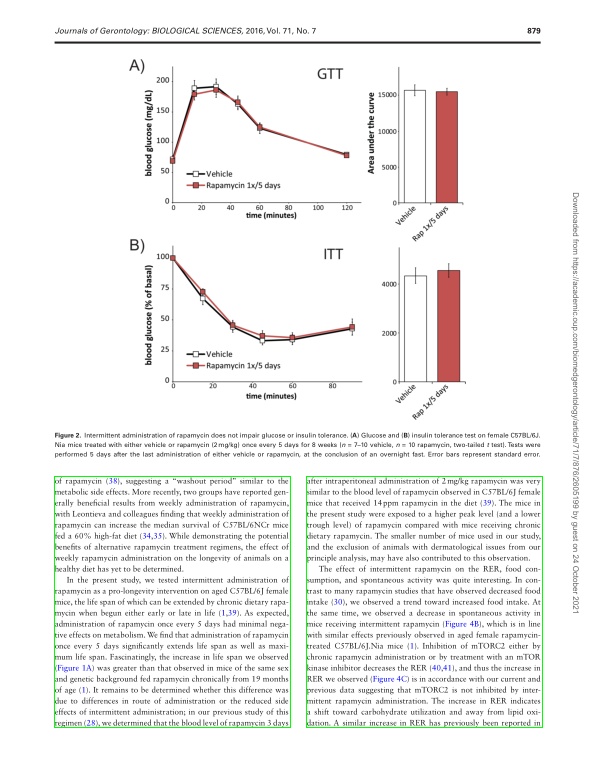 Journals of Gerontology: BIOLOGICAL SCIENCES, 2016, Vol. 71, No. 7
879
A)
GTT
blood glucose (mg/dL)
200
150
100
50
0
0 20 40 60 80 100 120
time (minutes)
Vehicle
Rapamycin 1x/5 days
Area under the curve
15000
10000
5000
0
Vehicle
Rap 1x/5 days
B)
ITT
blood glucose (% of basal)
100
75
50
25
0
0 20 40 60 80
time (minutes)
Vehicle
Rapamycin 1x/5 days
4000
2000
0
Vehicle
Rap 1x/5 days
Figure 2. Intermittent administration of rapamycin does not impair glucose or insulin tolerance. (A) Glucose and (B) insulin tolerance test on female C57BL/6J.
Nia mice treated with either vehicle or rapamycin (2 mg/kg) once every 5 days for 8 weeks (n = 7–10 vehicle, n = 10 rapamycin, two-tailed t test). Tests were
performed 5 days after the last administration of either vehicle or rapamycin, at the conclusion of an overnight fast. Error bars represent standard error.
of rapamycin (38), suggesting a “washout period” similar to the
metabolic side effects. More recently, two groups have reported gen-
erally beneficial results from weekly administration of rapamycin,
with Leontieva and colleagues finding that weekly administration of
rapamycin can increase the median survival of C57BL/6NCr mice
fed a 60% high-fat diet (34,35). While demonstrating the potential
benefits of alternative rapamycin treatment regimens, the effect of
weekly rapamycin administration on the longevity of animals on a
healthy diet has yet to be determined.
In the present study, we tested intermittent administration of
rapamycin as a pro-longevity intervention on aged C57BL/6J female
mice, the life span of which can be extended by chronic dietary rapa-
mycin when begun either early or late in life (1,39). As expected,
administration of rapamycin once every 5 days had minimal nega-
tive effects on metabolism. We find that administration of rapamycin
once every 5 days significantly extends life span as well as maxi-
mum life span. Fascinatingly, the increase in life span we observed
(Figure 1A) was greater than that observed in mice of the same sex
and genetic background fed rapamycin chronically from 19 months
of age (1). It remains to be determined whether this difference was
due to differences in route of administration or the reduced side
effects of intermittent administration; in our previous study of this
regimen (28), we determined that the blood level of rapamycin 3 days
after intraperitoneal administration of 2 mg/kg rapamycin was very
similar to the blood level of rapamycin observed in C57BL/6J female
mice that received 14 ppm rapamycin in the diet (39). The mice in
the present study were exposed to a higher peak level (and a lower
trough level) of rapamycin compared with mice receiving chronic
dietary rapamycin. The smaller number of mice used in our study,
and the exclusion of animals with dermatological issues from our
principle analysis, may have also contributed to this observation.
The effect of intermittent rapamycin on the RER, food con-
sumption, and spontaneous activity was quite interesting. In con-
trast to many rapamycin studies that have observed decreased food
intake (30), we observed a trend toward increased food intake. At
the same time, we observed a decrease in spontaneous activity in
mice receiving intermittent rapamycin (Figure 4B), which is in line
with similar effects previously observed in aged female rapamycin-
treated C57BL/6J.Nia mice (1). Inhibition of mTORC2 either by
chronic rapamycin administration or by treatment with an mTOR
kinase inhibitor decreases the RER (40,41), and thus the increase in
RER we observed (Figure 4C) is in accordance with our current and
previous data suggesting that mTORC2 is not inhibited by inter-
mittent rapamycin administration. The increase in RER indicates
a shift toward carbohydrate utilization and away from lipid oxi-
dation. A similar increase in RER has previously been reported in
Downloaded from https://academic.oup.com/biomedgerontology/article/71/7/876/2605199 by guest on 24 October 2021